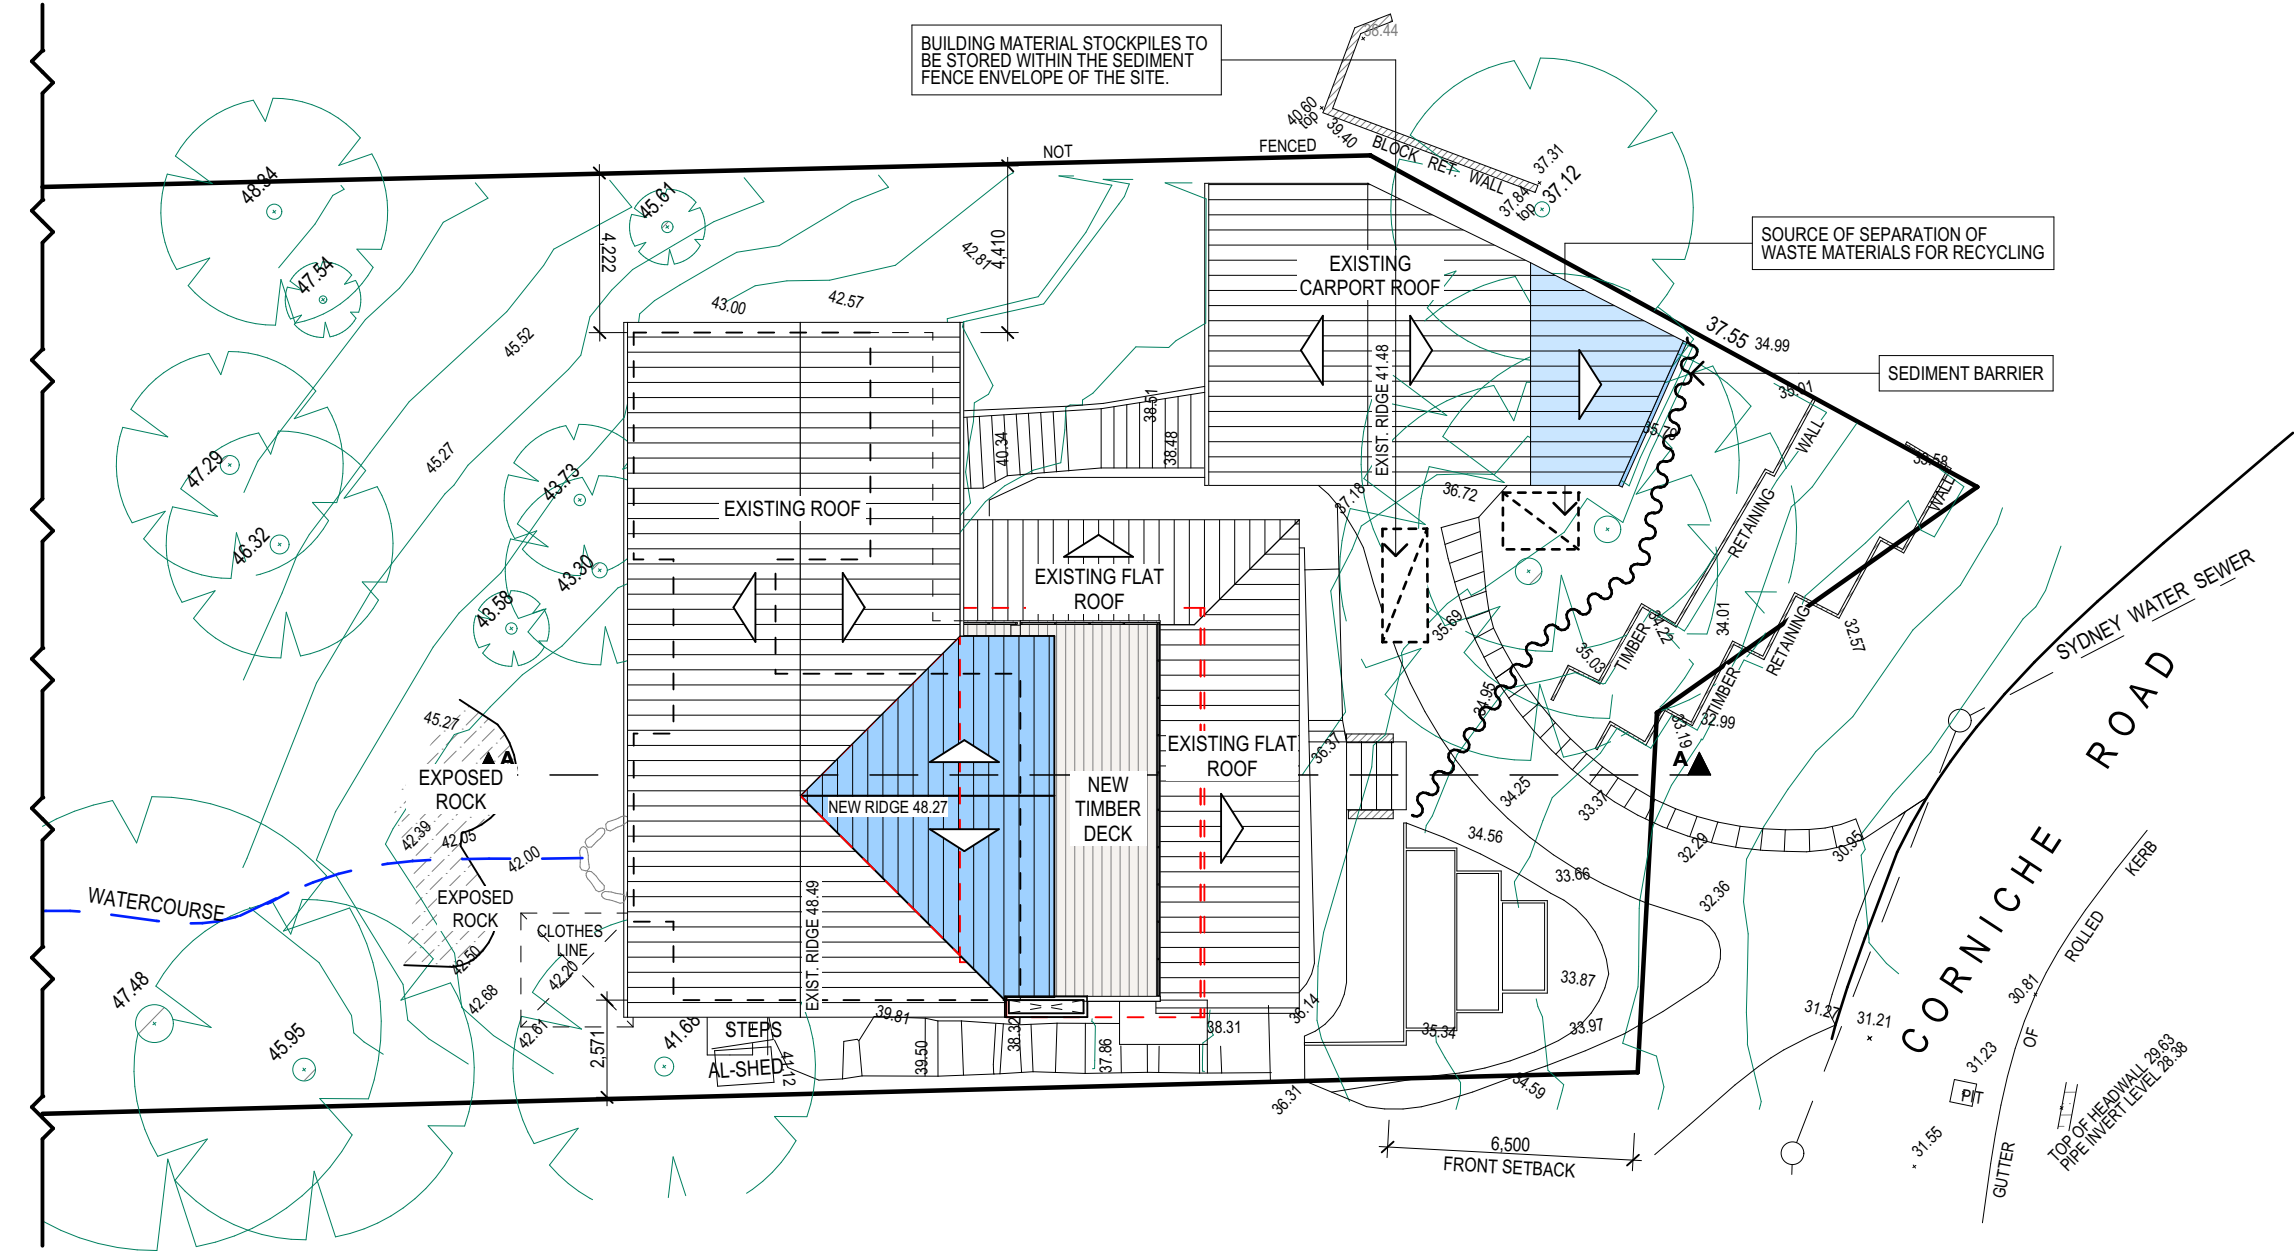 BUILDING MATERIAL STOCKPILES TO
BE STORED WITHIN THE SEDIMENT
FENCE ENVELOPE OF THE SITE.
38.44
40.60
top
39.40
BLOCK RET. WALL
37.31
37.84
top
37.12
NOT
FENCED
SOURCE OF SEPARATION OF
WASTE MATERIALS FOR RECYCLING
48.84
45.61
47.54
4,222
4,410
42.81
43.00
42.57
EXISTING
CARPORT ROOF
EXIST. RIDGE 41.48
37.55
34.99
SEDIMENT BARRIER
35.01
35.79
33.58
45.52
45.27
47.29
46.32
43.73
43.30
43.58
40.34
38.51
38.48
EXISTING ROOF
37.18
36.72
RETAINING
WALL
WALL
EXISTING FLAT
ROOF
35.69
TIMBER
34.22
35.03
34.01
RETAINING
TIMBER
32.57
SYDNEY WATER SEWER
45.27
A
EXPOSED
ROCK
42.39
42.05
42.00
EXPOSED
ROCK
42.50
WATERCOURSE
NEW RIDGE 48.27
EXIST. RIDGE 48.49
NEW
TIMBER
DECK
EXISTING FLAT
ROOF
36.37
34.95
33.19
32.99
A
34.25
33.37
32.29
30.95
34.56
33.66
32.36
33.87
33.97
35.34
34.59
36.14
36.31
CORNICHE ROAD
ROLLED
KERB
OF
GUTTER
30.81
31.27
31.21
31.23
PIT
31.55
TOP OF HEADWALL 29.63
PIPE INVERT LEVEL 28.38
CLOTHES
LINE
42.20
42.68
42.61
47.48
45.95
2,571
41.68
STEPS
AL-SHED
41.12
39.81
39.50
38.32
37.86
38.31
6,500
FRONT SETBACK